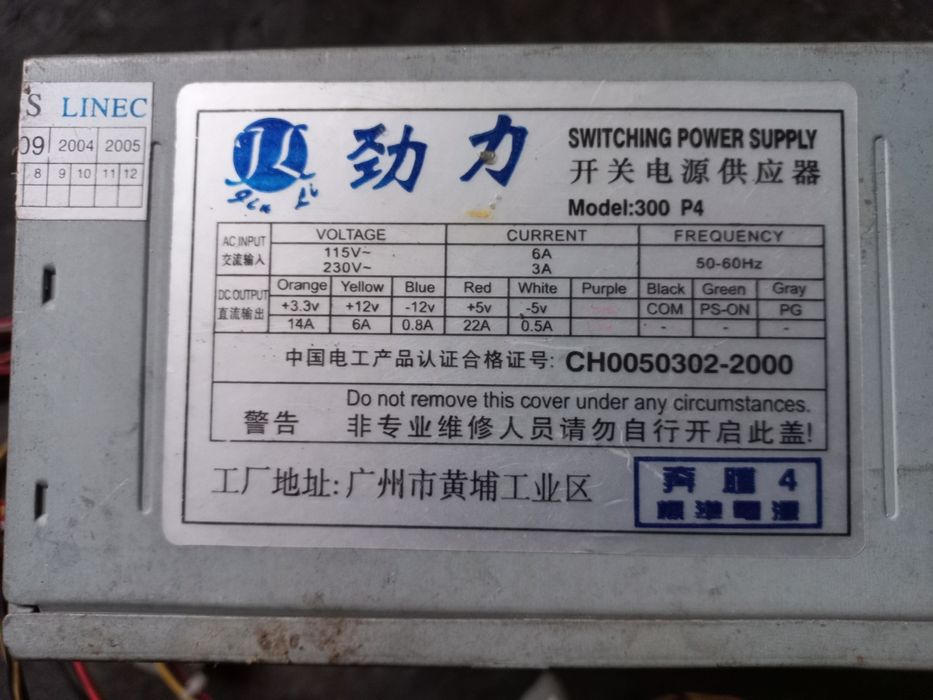 S LINEC
09 2004 2005
8 9 10 11 12
劲力
SWITCHING POWER SUPPLY
开关电源供应器
Model:300 P4
AC INPUT VOLTAGE CURRENT FREQUENCY
交流输入 115V~ 6A 50-60Hz
230V~ 3A
DC OUTPUT Orange Yellow Blue Red White Purple Black Green Gray
直流输出 +3.3v +12v -12v +5v -5v COM PS-ON PG
14A 6A 0.8A 22A 0.5A - - -
中国电工产品认证合格证号: CH0050302-2000
Do not remove this cover under any circumstances.
警告 非专业维修人员请勿自行开启此盖!
工厂地址:广州市黄埔工业区
奔騰4
標準電源